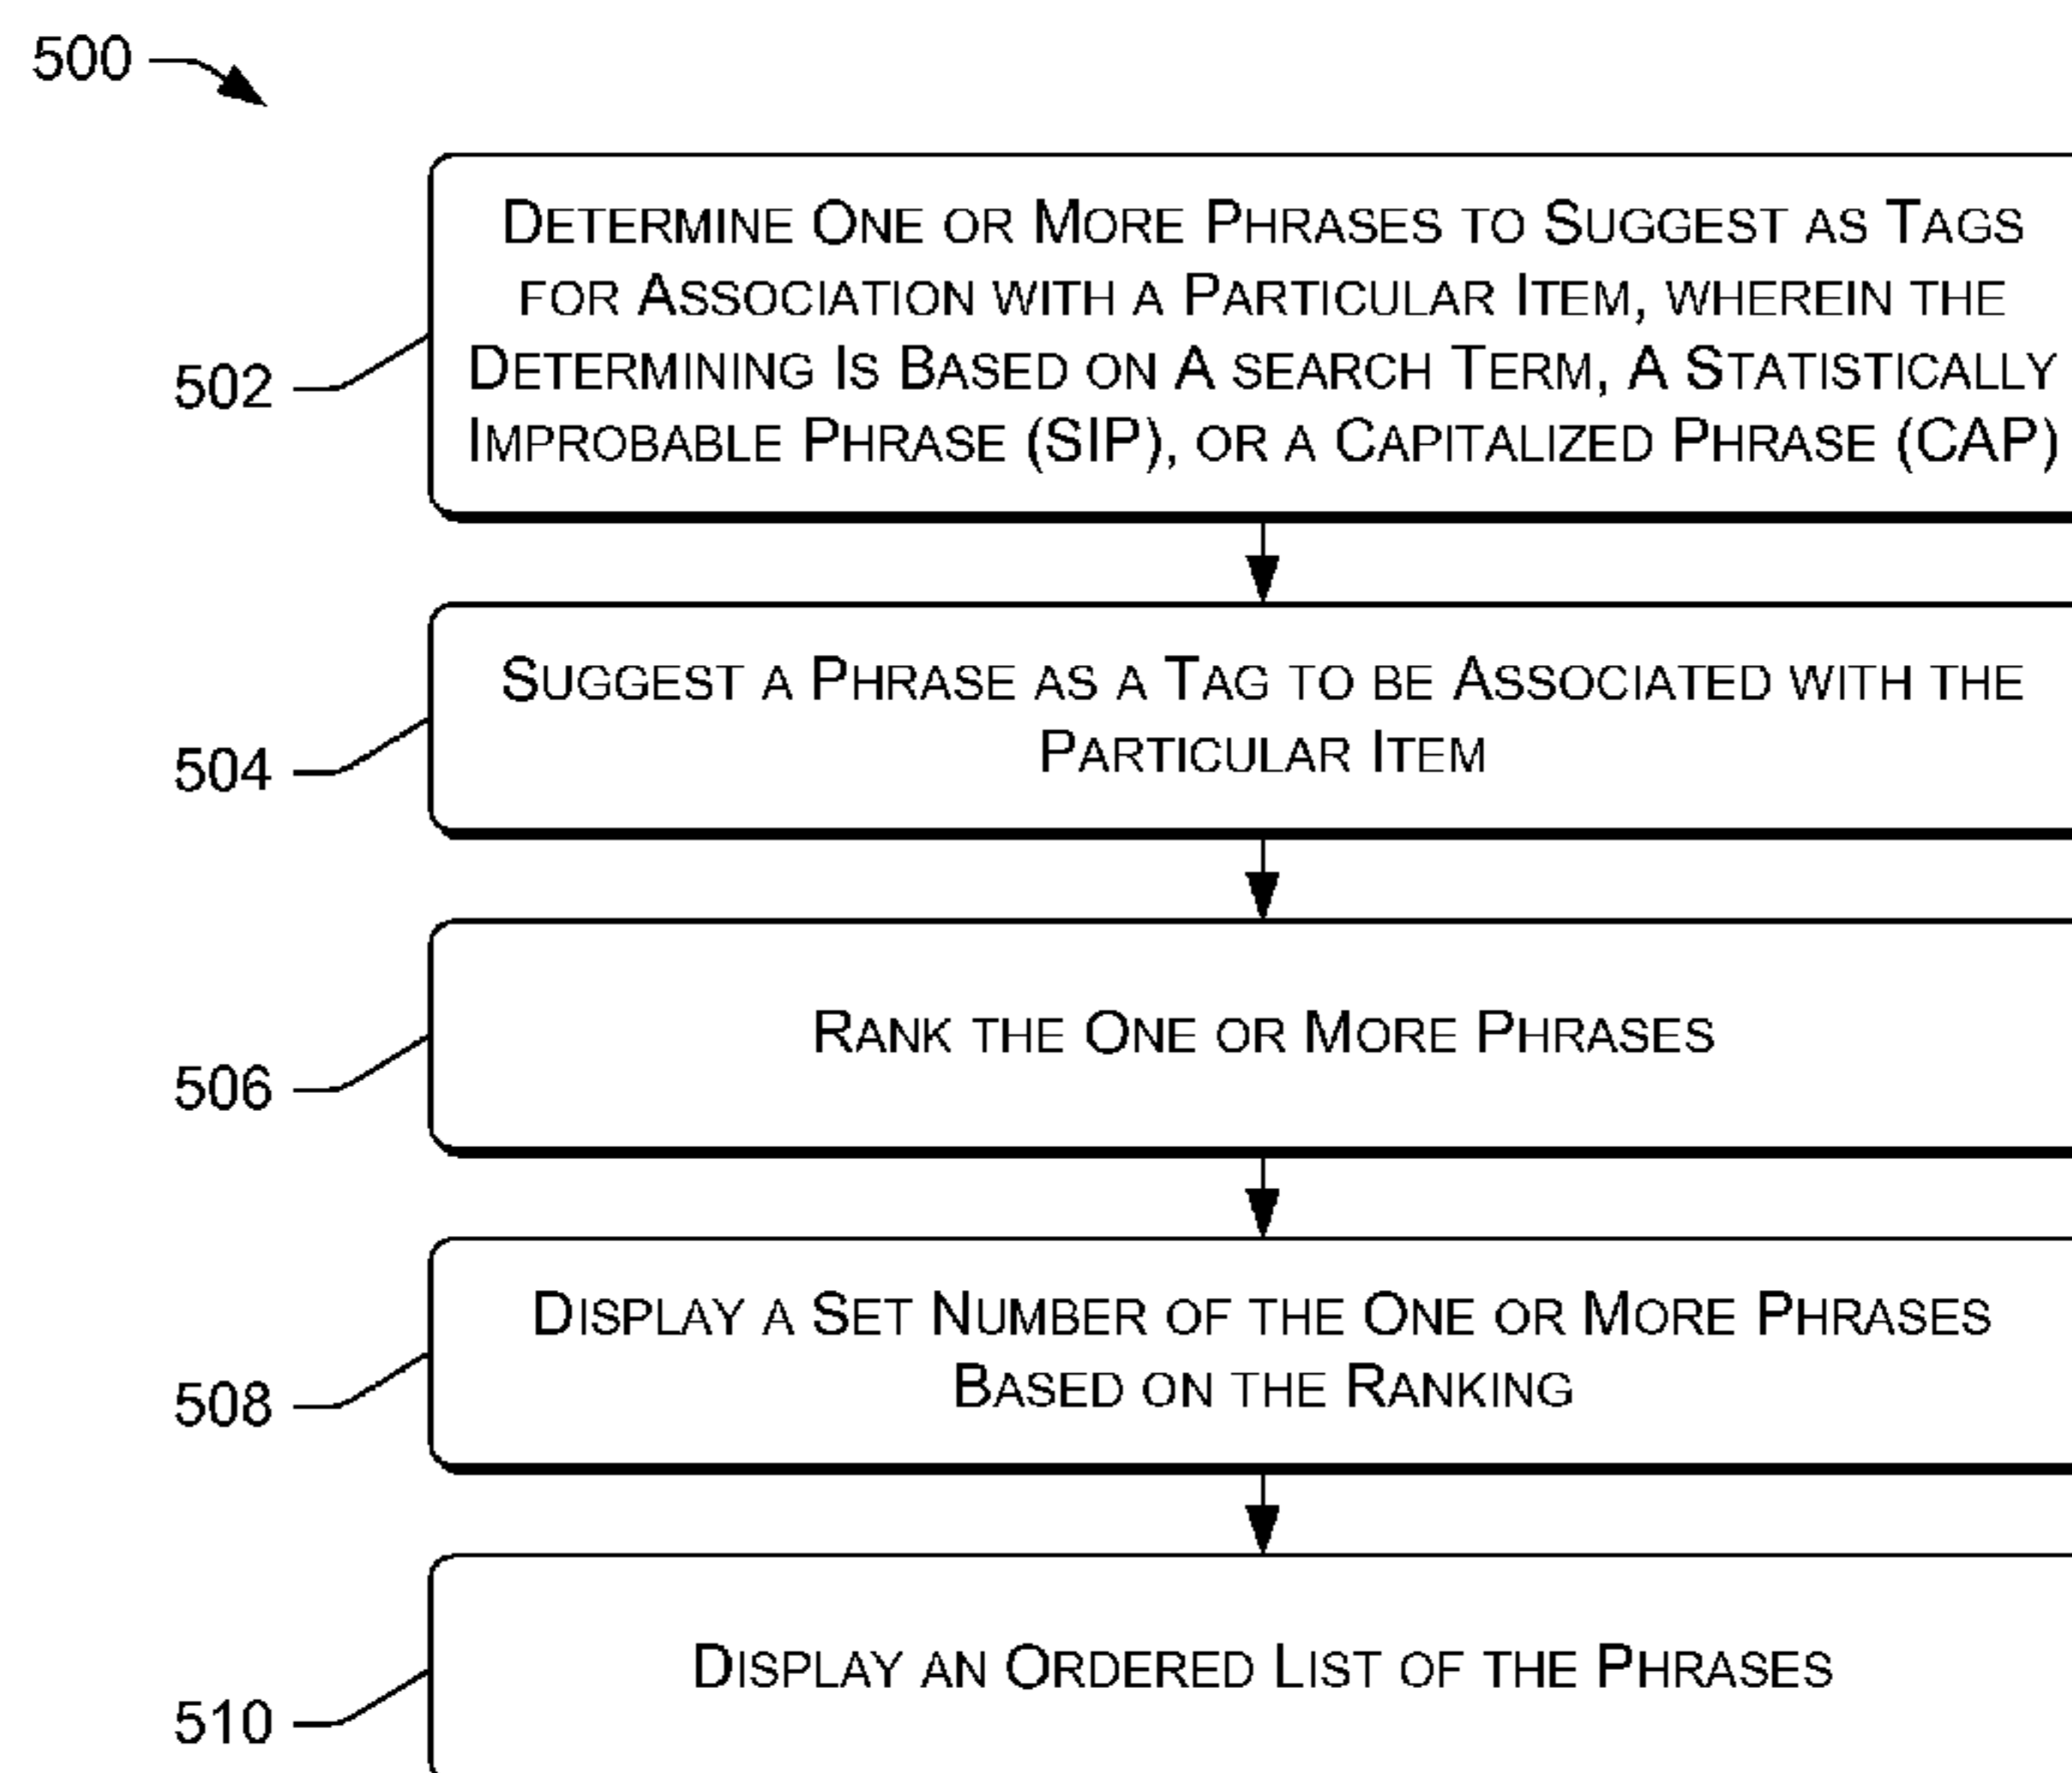 500
DETERMINE ONE OR MORE PHRASES TO SUGGEST AS TAGS
FOR ASSOCIATION WITH A PARTICULAR ITEM, WHEREIN THE
DETERMINING IS BASED ON A SEARCH TERM, A STATISTICALLY
IMPROBABLE PHRASE (SIP), OR A CAPITALIZED PHRASE (CAP)
502
SUGGEST A PHRASE AS A TAG TO BE ASSOCIATED WITH THE
PARTICULAR ITEM
504
RANK THE ONE OR MORE PHRASES
506
DISPLAY A SET NUMBER OF THE ONE OR MORE PHRASES
BASED ON THE RANKING
508
DISPLAY AN ORDERED LIST OF THE PHRASES
510